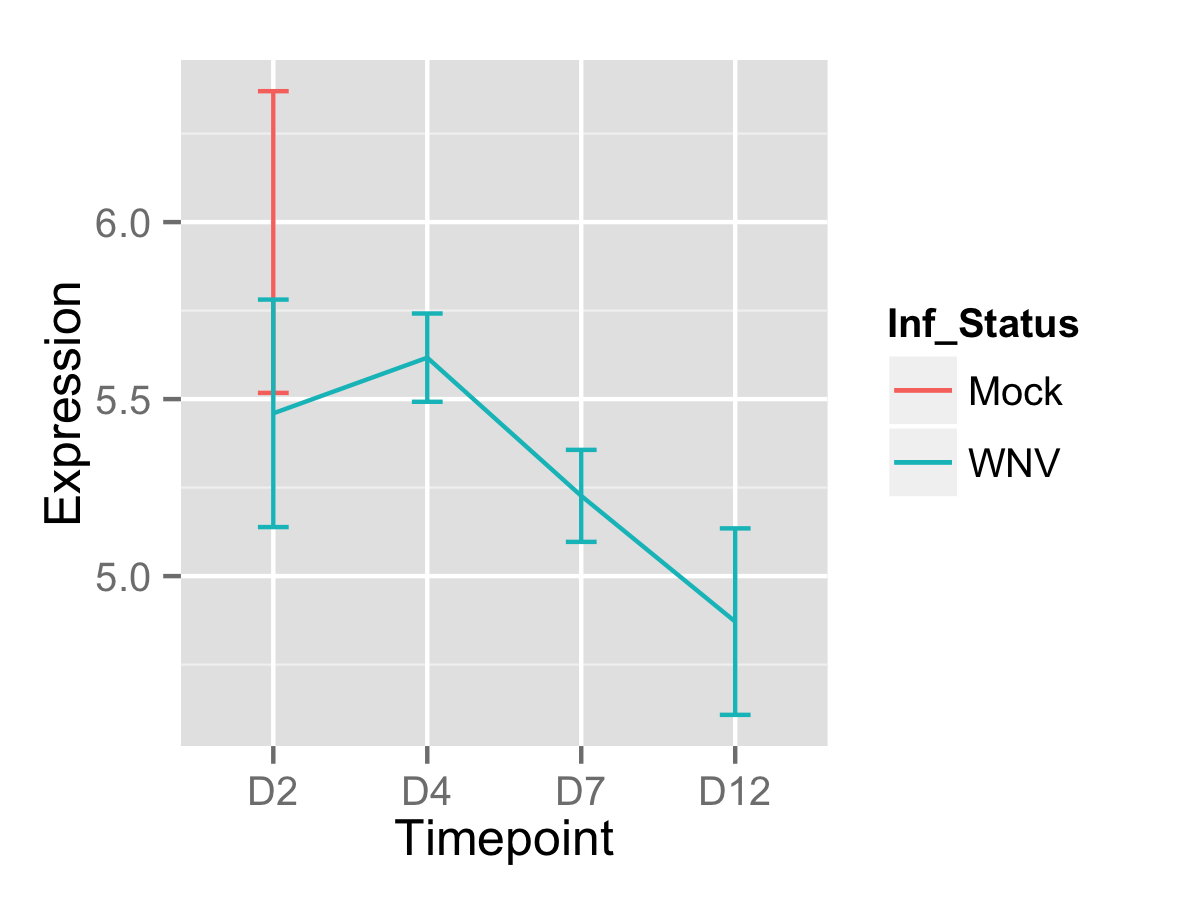 Expression
6.0
5.5
5.0
D2 D4 D7 D12
Timepoint
Inf_Status
Mock
WNV